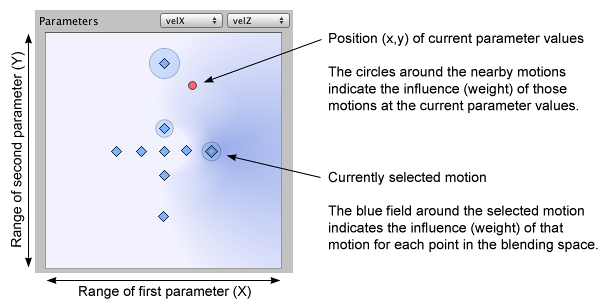 Parameters
velX
velZ
Position (x,y) of current parameter values
The circles around the nearby motions
indicate the influence (weight) of those
motions at the current parameter values.
Currently selected motion
The blue field around the selected motion
indicates the influence (weight) of that
motion for each point in the blending space.
Range of second parameter (Y)
Range of first parameter (X)